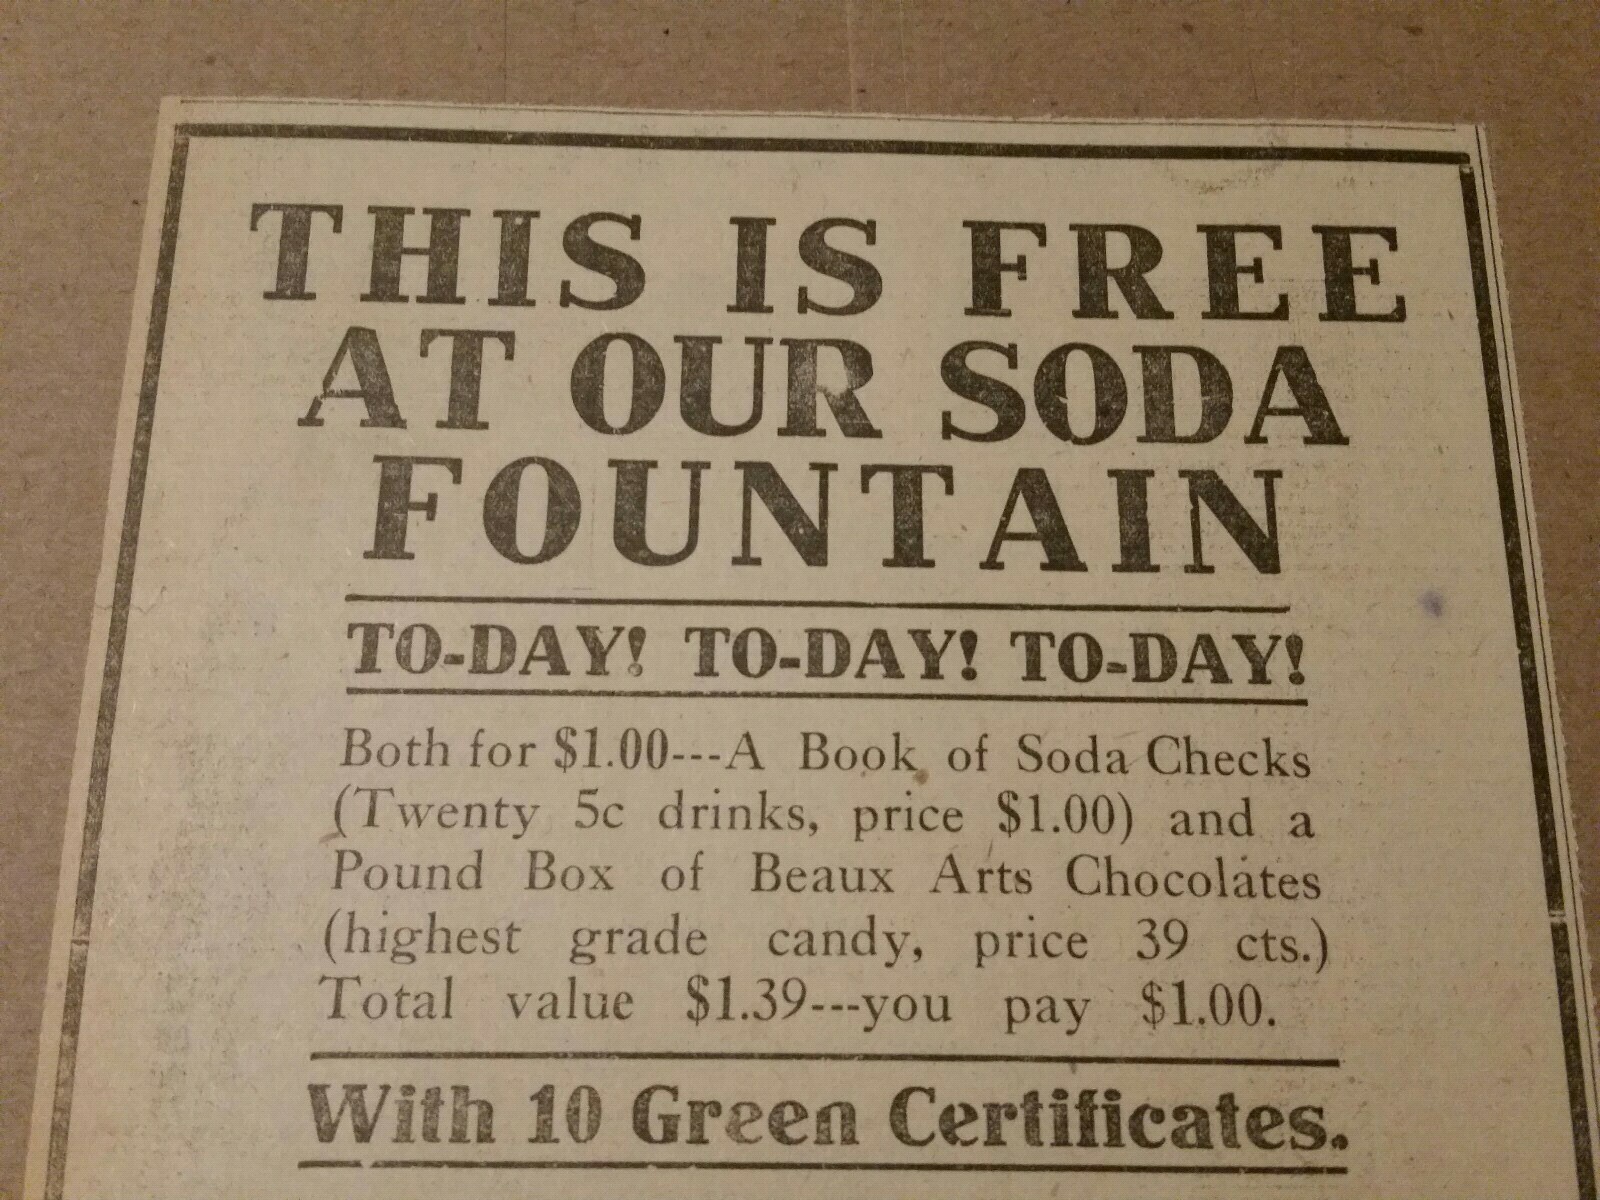 THIS IS FREE
AT OUR SODA
FOUNTAIN
TO-DAY! TO-DAY! TO-DAY!
Both for $1.00---A Book of Soda Checks
(Twenty 5c drinks, price $1.00) and a
Pound Box of Beaux Arts Chocolates
(highest grade candy, price 39 cts.)
Total value $1.39---you pay $1.00.
With 10 Green Certificates.